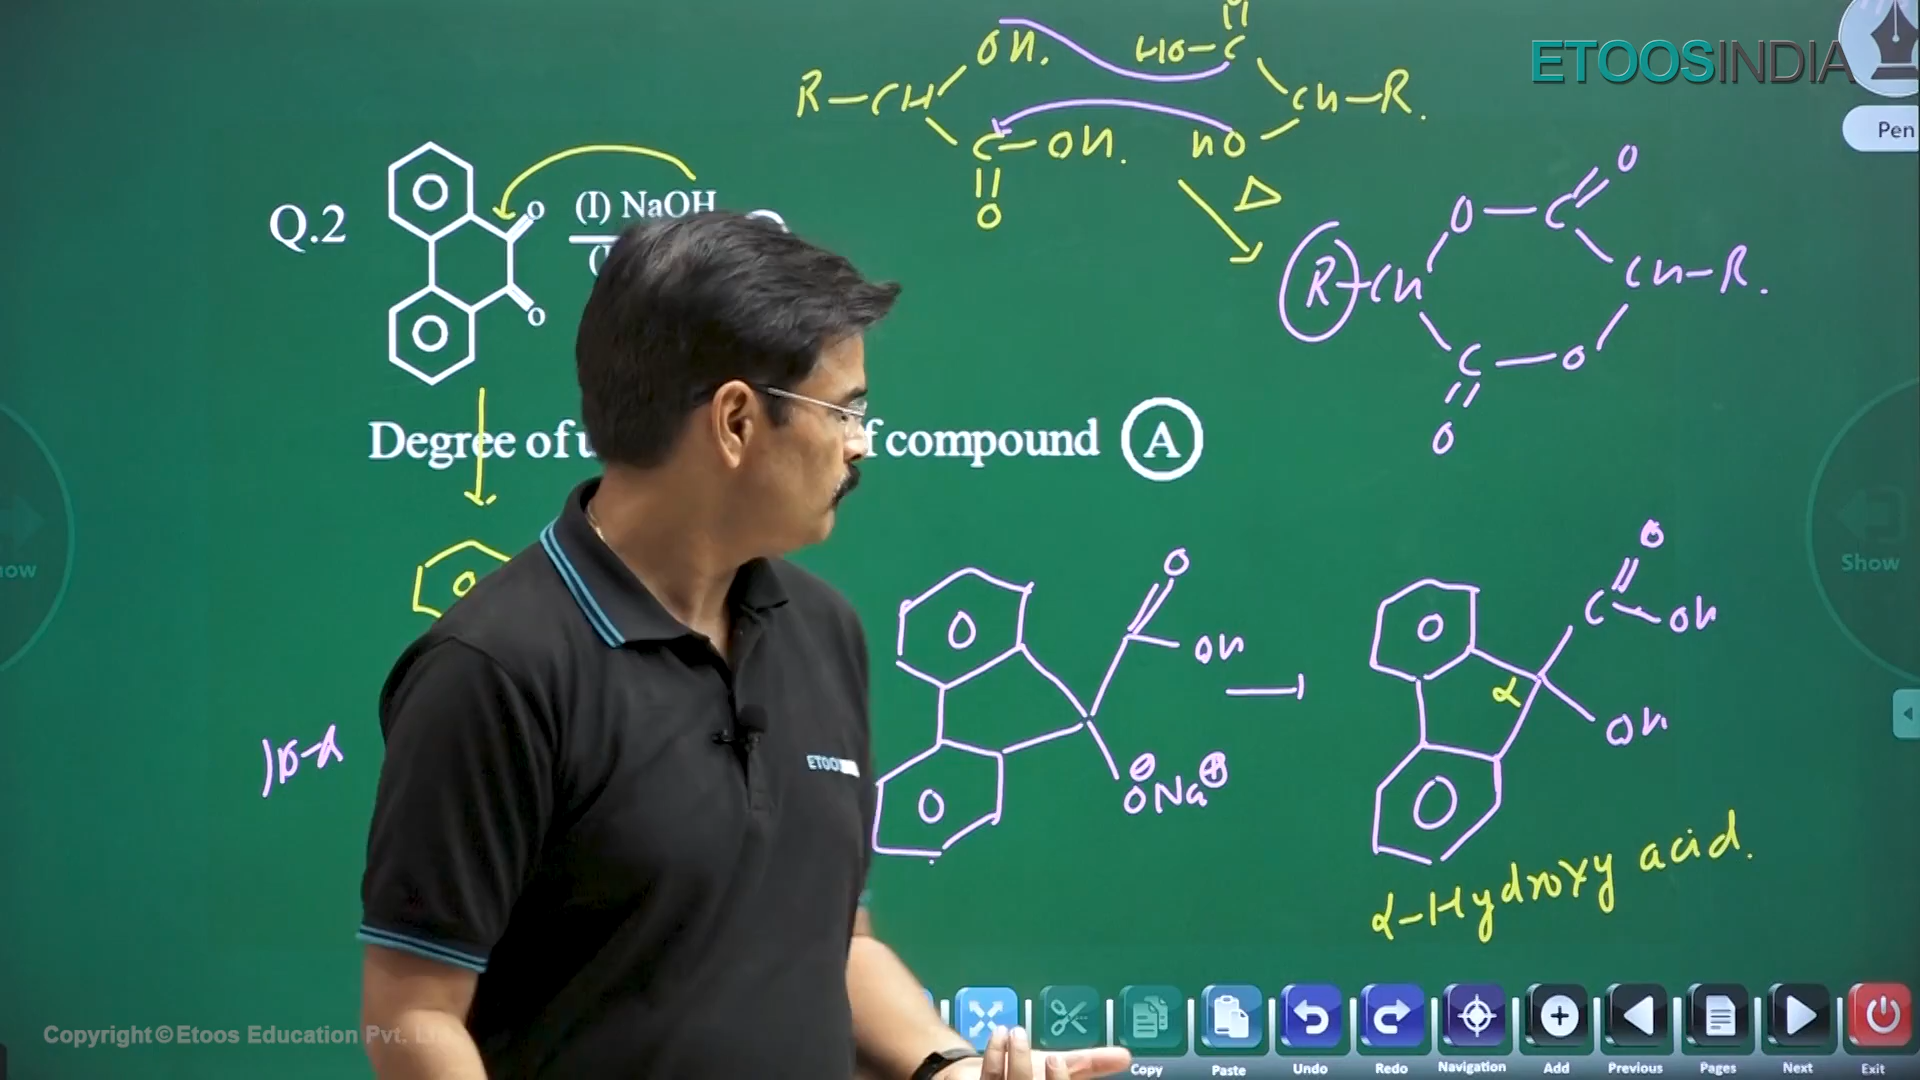 ETOOSINDIA
Pen
R-CH
OH.
C-OH.
O
HO-C
CH-R.
HO
Δ
Q.2
O
O
(I) NaOH
O-C
O
R-CH
CH-R.
C-O
O
Degree of u
f compound A
Show
O
O
O
OH
ONa
O
O
α
C
O
OH
OH
α-Hydroxy acid.
ETOOS
Copyright © Etoos Education Pvt.
Copy
Paste
Undo
Redo
Navigation
Add
Previous
Pages
Next
Exit